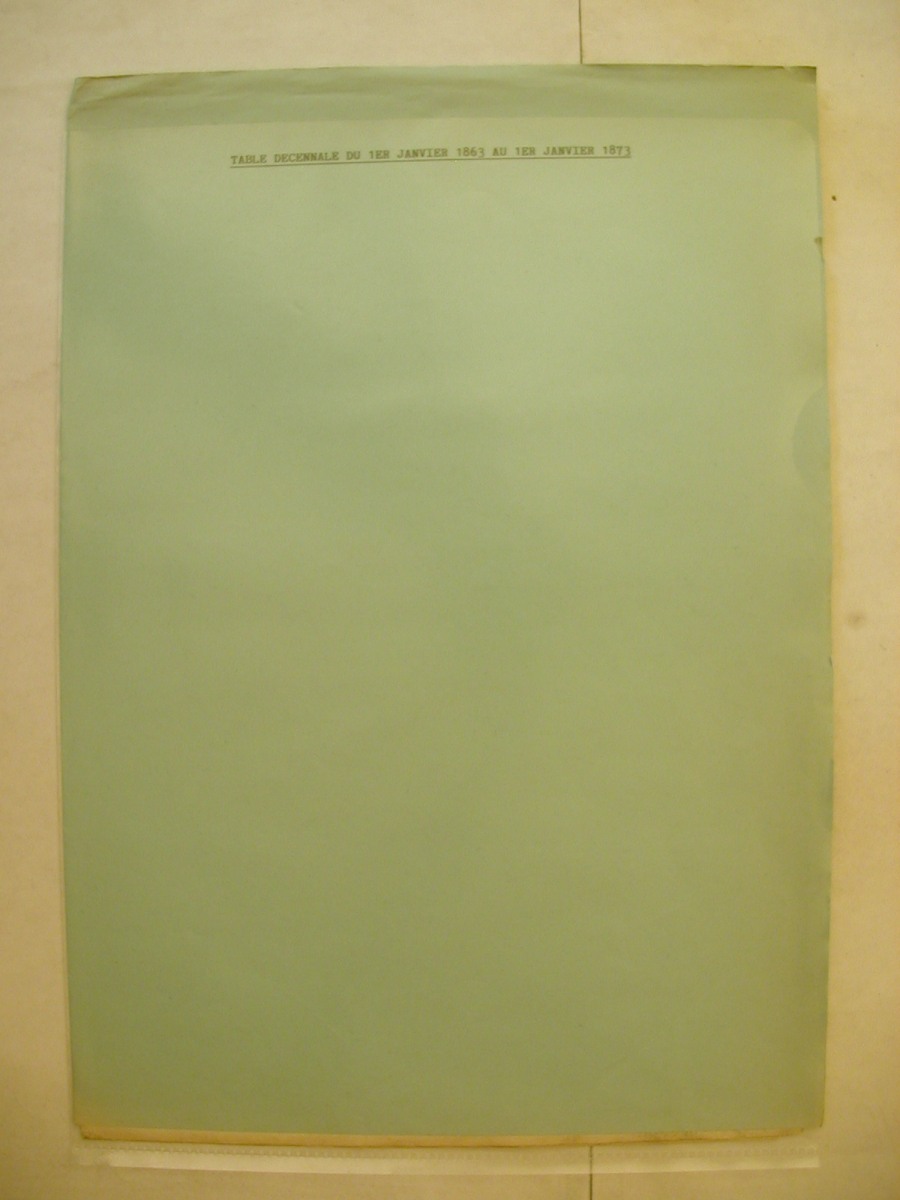 TABLE DECENNALE DU 1ER JANVIER 1863 AU 1ER JANVIER 1873